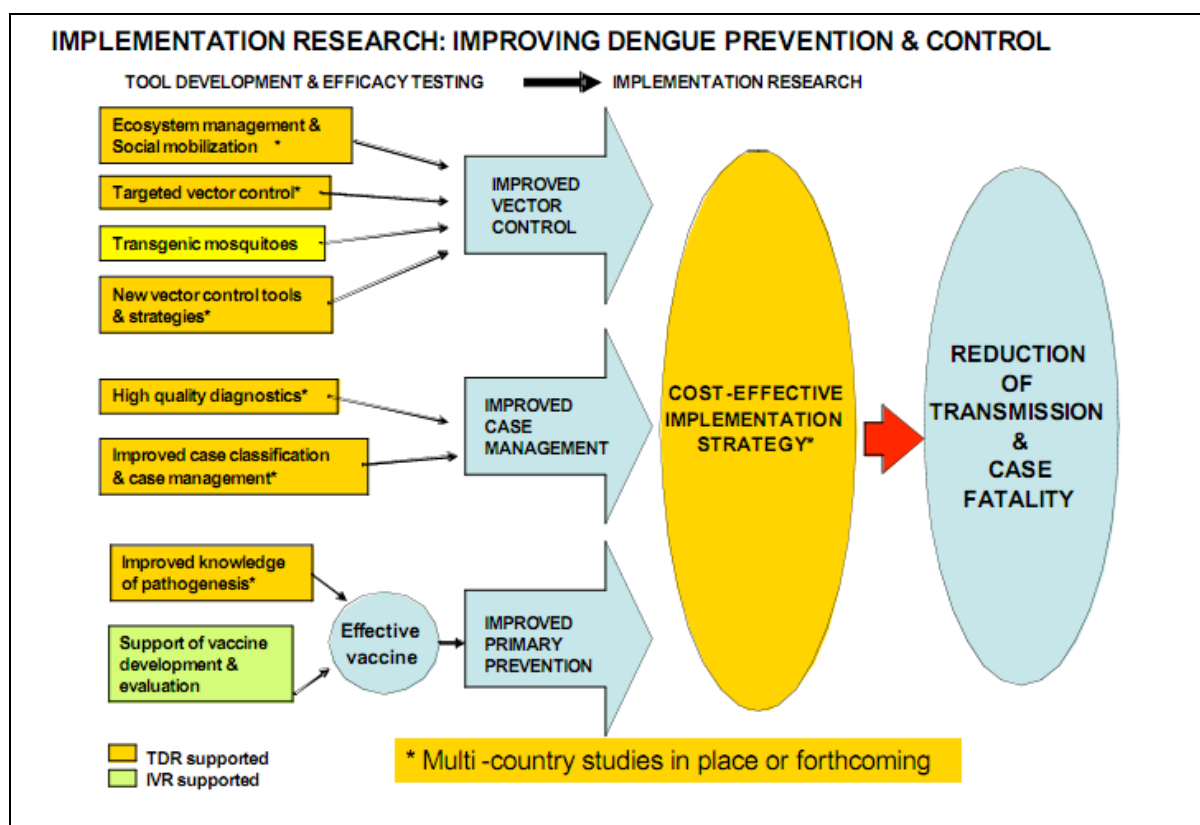 IMPLEMENTATION RESEARCH: IMPROVING DENGUE PREVENTION & CONTROL
TOOL DEVELOPMENT & EFFICACY TESTING
IMPLEMENTATION RESEARCH
Ecosystem management &
Social mobilization *
Targeted vector control*
Transgenic mosquitoes
New vector control tools
& strategies*
IMPROVED
VECTOR
CONTROL
High quality diagnostics*
Improved case classification
& case management*
IMPROVED
CASE
MANAGEMENT
Improved knowledge
of pathogenesis*
Support of vaccine
development &
evaluation
Effective
vaccine
IMPROVED
PRIMARY
PREVENTION
COST-EFFECTIVE
IMPLEMENTATION
STRATEGY*
REDUCTION
OF
TRANSMISSION
&
CASE
FATALITY
TDR supported
IVR supported
* Multi-country studies in place or forthcoming